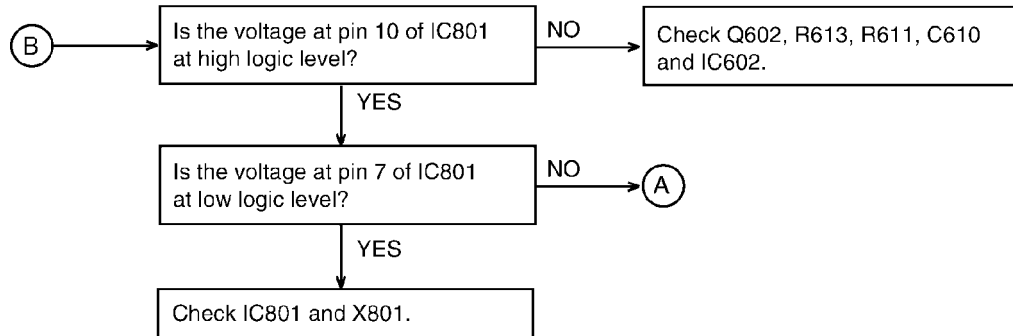 B
Is the voltage at pin 10 of IC801
at high logic level?
NO
Check Q602, R613, R611, C610
and IC602.
YES
Is the voltage at pin 7 of IC801
at low logic level?
NO
A
YES
Check IC801 and X801.